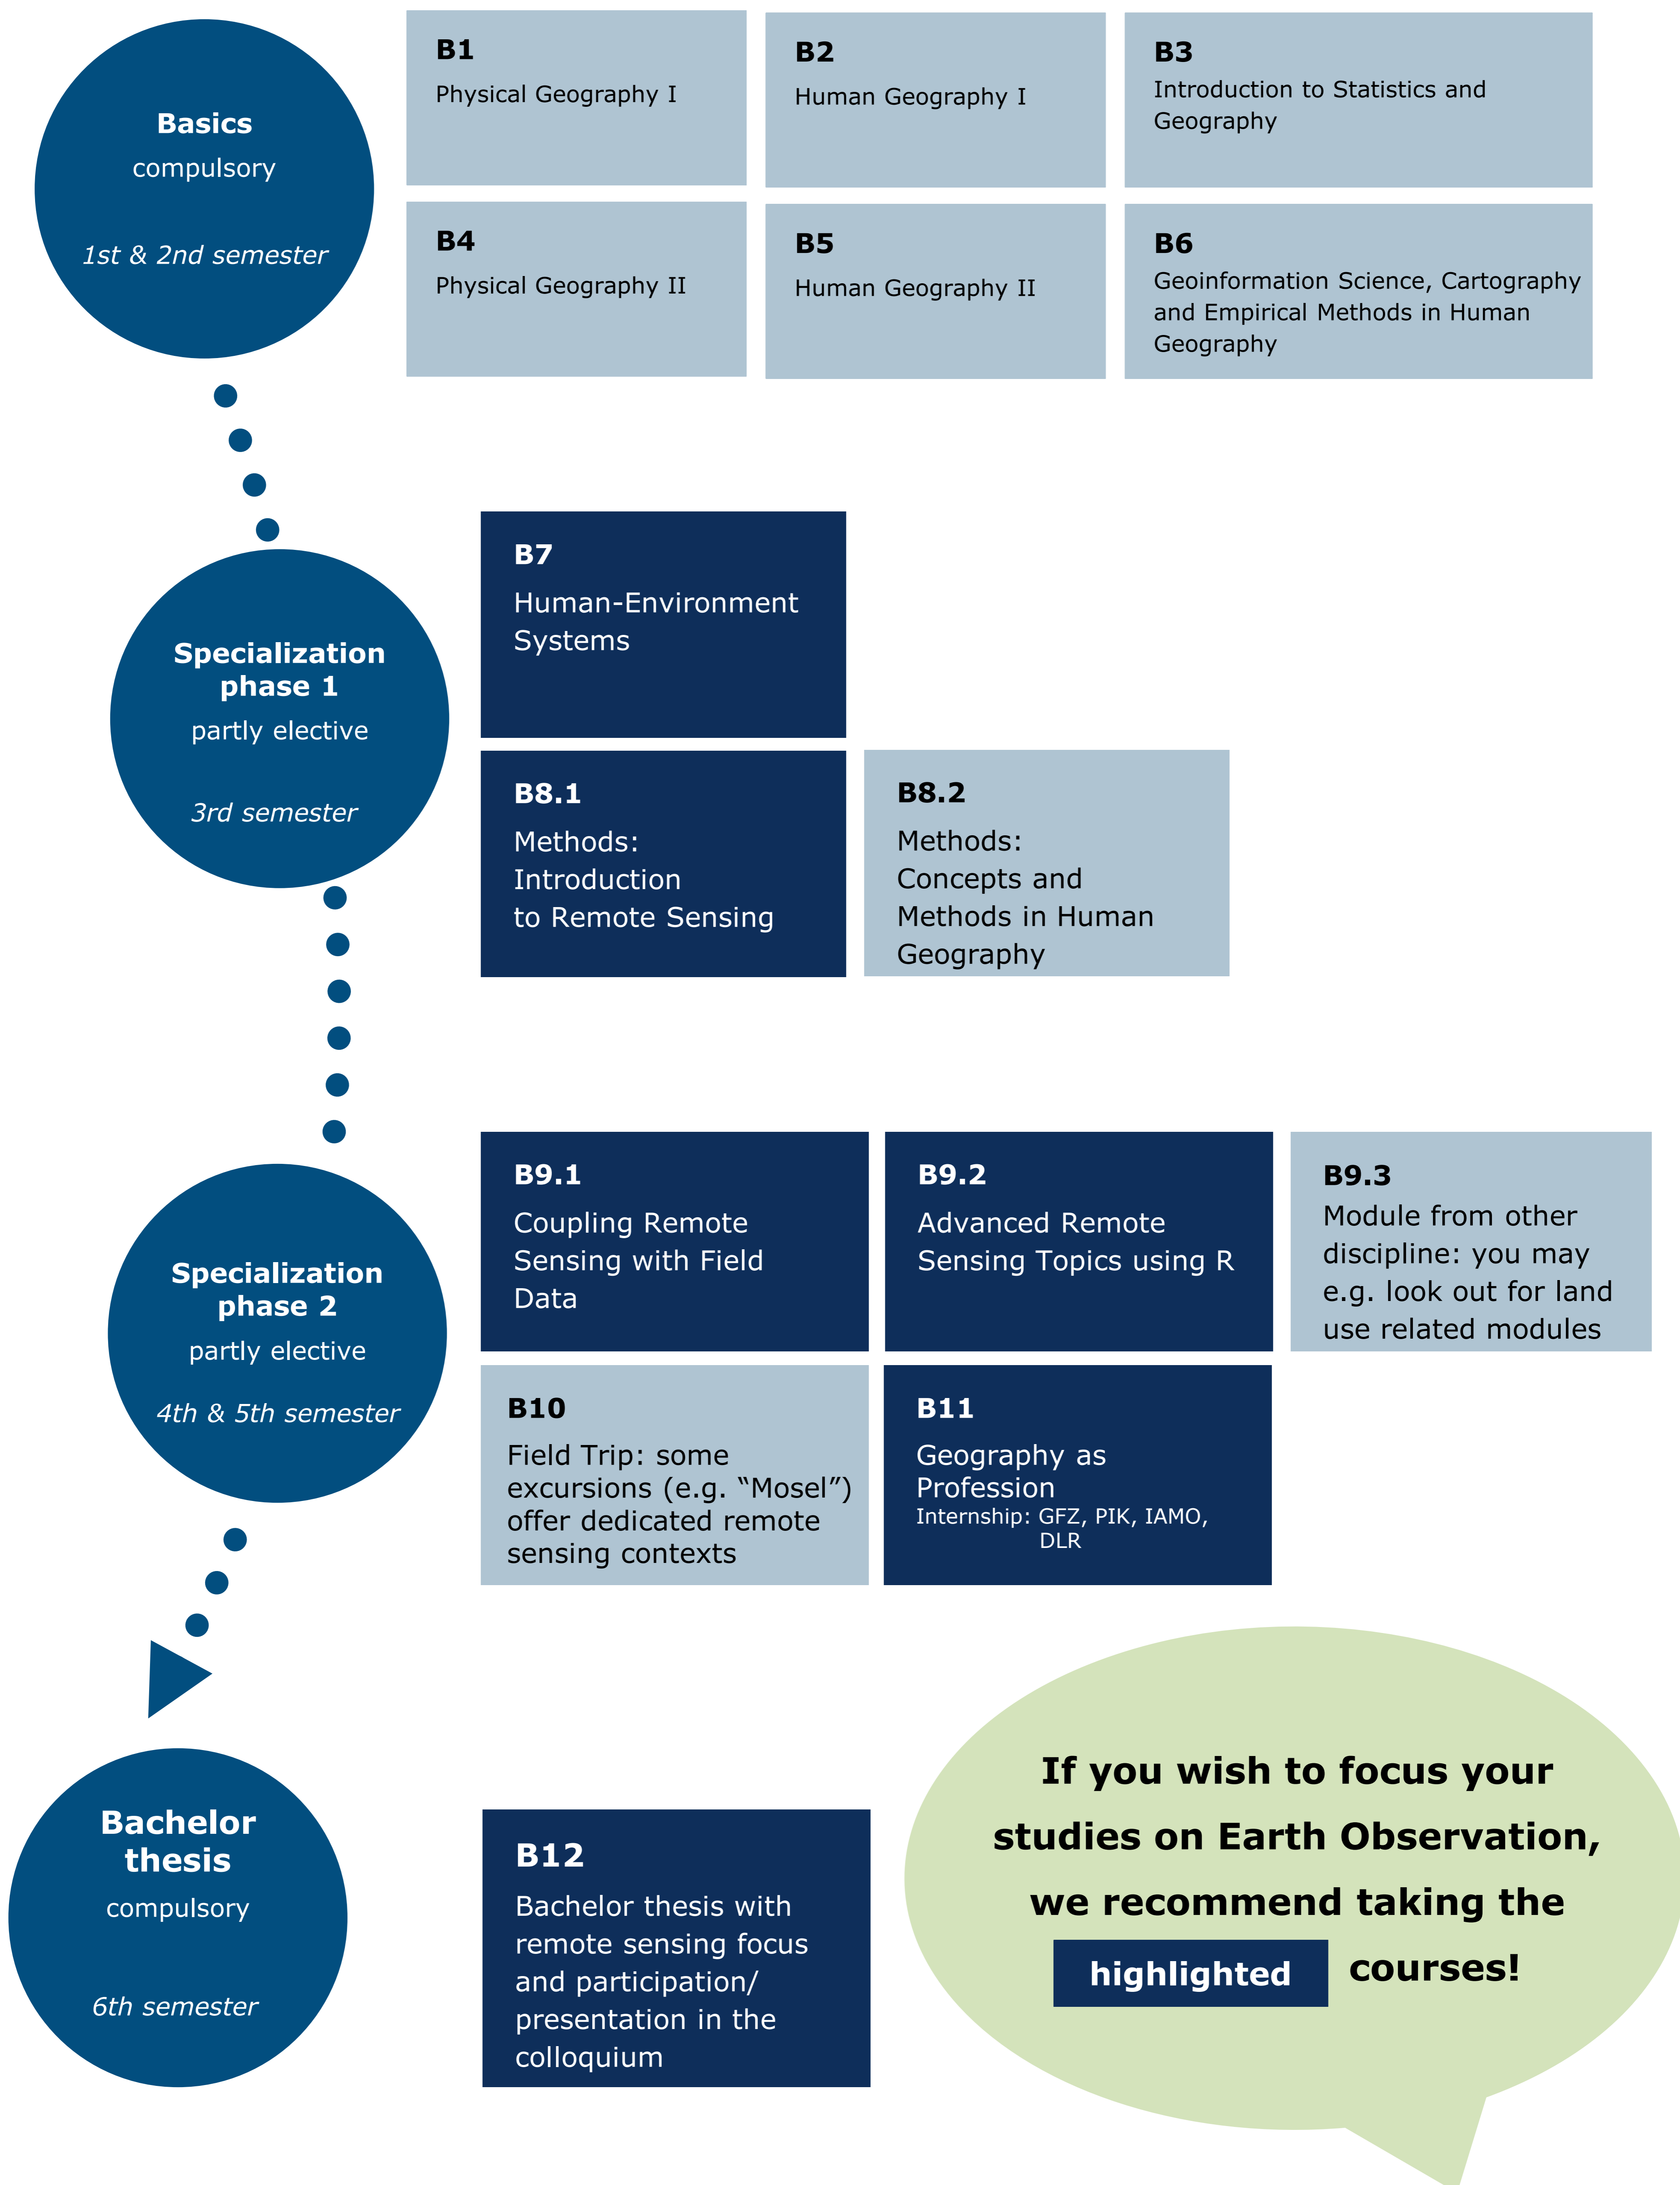 Basics
compulsory
1st & 2nd semester
B1
Physical Geography I
B2
Human Geography I
B3
Introduction to Statistics and
Geography
B4
Physical Geography II
B5
Human Geography II
B6
Geoinformation Science, Cartography
and Empirical Methods in Human
Geography
Specialization
phase 1
partly elective
3rd semester
B7
Human-Environment
Systems
B8.1
Methods:
Introduction
to Remote Sensing
B8.2
Methods:
Concepts and
Methods in Human
Geography
Specialization
phase 2
partly elective
4th & 5th semester
B9.1
Coupling Remote
Sensing with Field
Data
B9.2
Advanced Remote
Sensing Topics using R
B9.3
Module from other
discipline: you may
e.g. look out for land
use related modules
B10
Field Trip: some
excursions (e.g. “Mosel”)
offer dedicated remote
sensing contexts
B11
Geography as
Profession
Internship: GFZ, PIK, IAMO,
DLR
Bachelor
thesis
compulsory
6th semester
B12
Bachelor thesis with
remote sensing focus
and participation/
presentation in the
colloquium
If you wish to focus your
studies on Earth Observation,
we recommend taking the
highlighted courses!